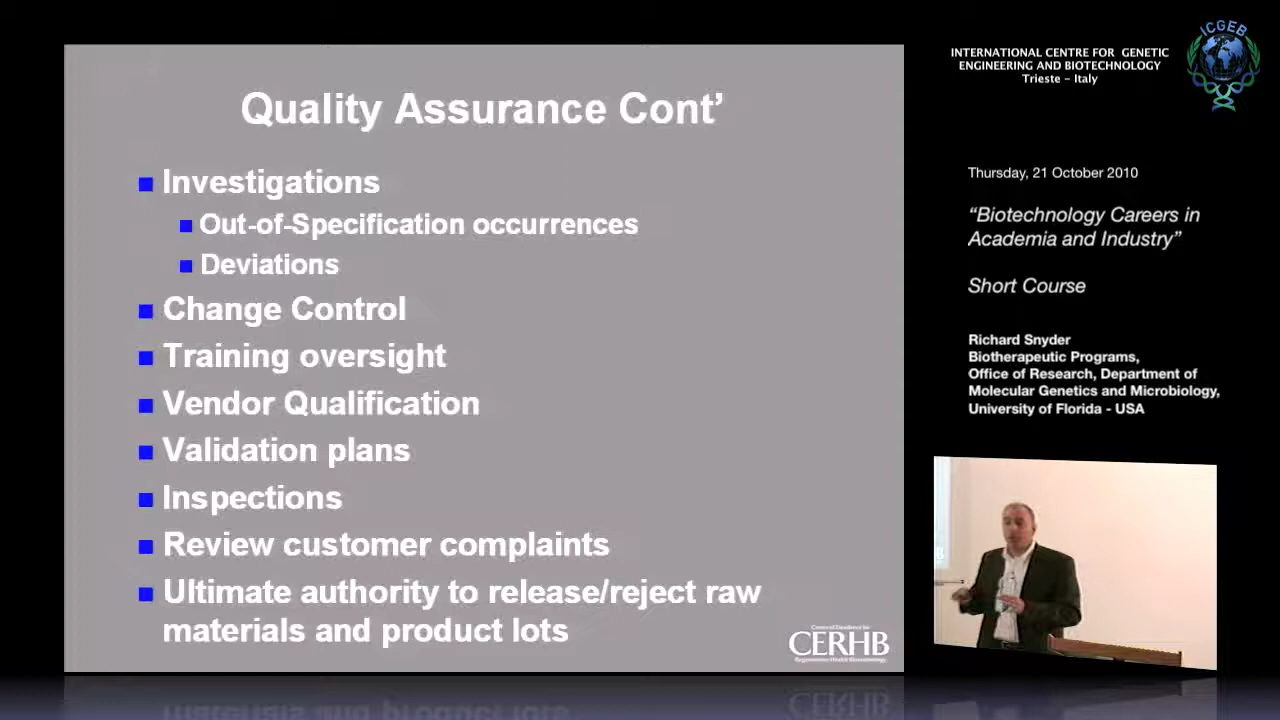 Quality Assurance Cont’
Investigations
Out-of-Specification occurrences
Deviations
Change Control
Training oversight
Vendor Qualification
Validation plans
Inspections
Review customer complaints
Ultimate authority to release/reject raw
materials and product lots
CERHB
ICGEB
INTERNATIONAL CENTRE FOR GENETIC
ENGINEERING AND BIOTECHNOLOGY
Trieste – Italy
Thursday, 21 October 2010
“Biotechnology Careers in
Academia and Industry”
Short Course
Richard Snyder
Biotherapeutic Programs,
Office of Research, Department of
Molecular Genetics and Microbiology,
University of Florida - USA